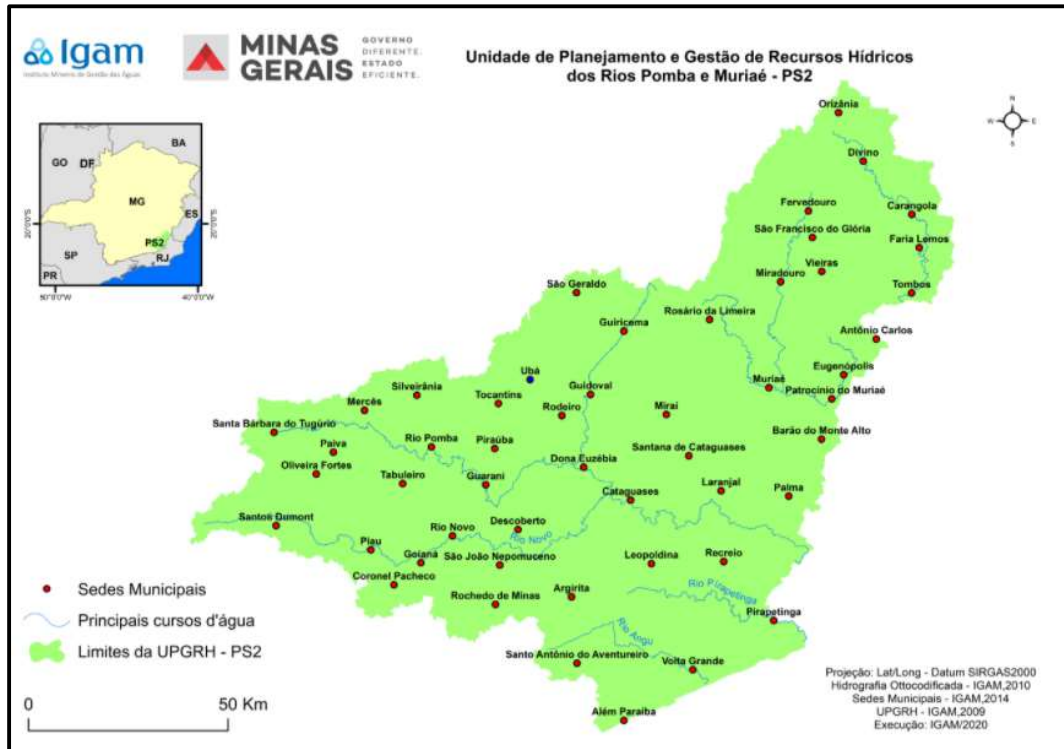 Igam
Instituto Mineiro de Gestão das Águas
MINAS
GERAIS
GOVERNO
DIFERENTE.
ESTADO
EFICIENTE.
Unidade de Planejamento e Gestão de Recursos Hídricos
dos Rios Pomba e Muriaé - PS2
N
W
E
S
BA
GO
DF
MG
ES
PS2
SP
RJ
PR
20°0'0"S
20°0'0"S
50°0'0"W
40°0'0"W
Orizânia
Divino
Fervedouro
Carangola
São Francisco do Glória
Faria Lemos
Vieiras
Miradouro
São Geraldo
Tombos
Rosário da Limeira
Guiricema
Antônio Carlos
Ubá
Eugenópolis
Silveirânia
Guidoval
Muriaé
Patrocínio do Muriaé
Mercês
Tocantins
Rodeiro
Miraí
Santa Bárbara do Tugúrio
Barão do Monte Alto
Paiva
Rio Pomba
Piraúba
Santana de Cataguases
Oliveira Fortes
Dona Euzébia
Tabuleiro
Guarani
Laranjal
Palma
Cataguases
Santos Dumont
Rio Novo
Descoberto
Rio Novo
Piau
Goianá
São João Nepomuceno
Leopoldina
Recreio
Coronel Pacheco
Rio Pirapetinga
Rochedo de Minas
Argirita
Pirapetinga
Rio Angu
Santo Antônio do Aventureiro
Volta Grande
Além Paraíba
Sedes Municipais
Principais cursos d'água
Limites da UPGRH - PS2
0
50 Km
Projeção: Lat/Long - Datum SIRGAS2000
Hidrografia Ottocodificada - IGAM,2010
Sedes Municipais - IGAM,2014
UPGRH - IGAM,2009
Execução: IGAM/2020